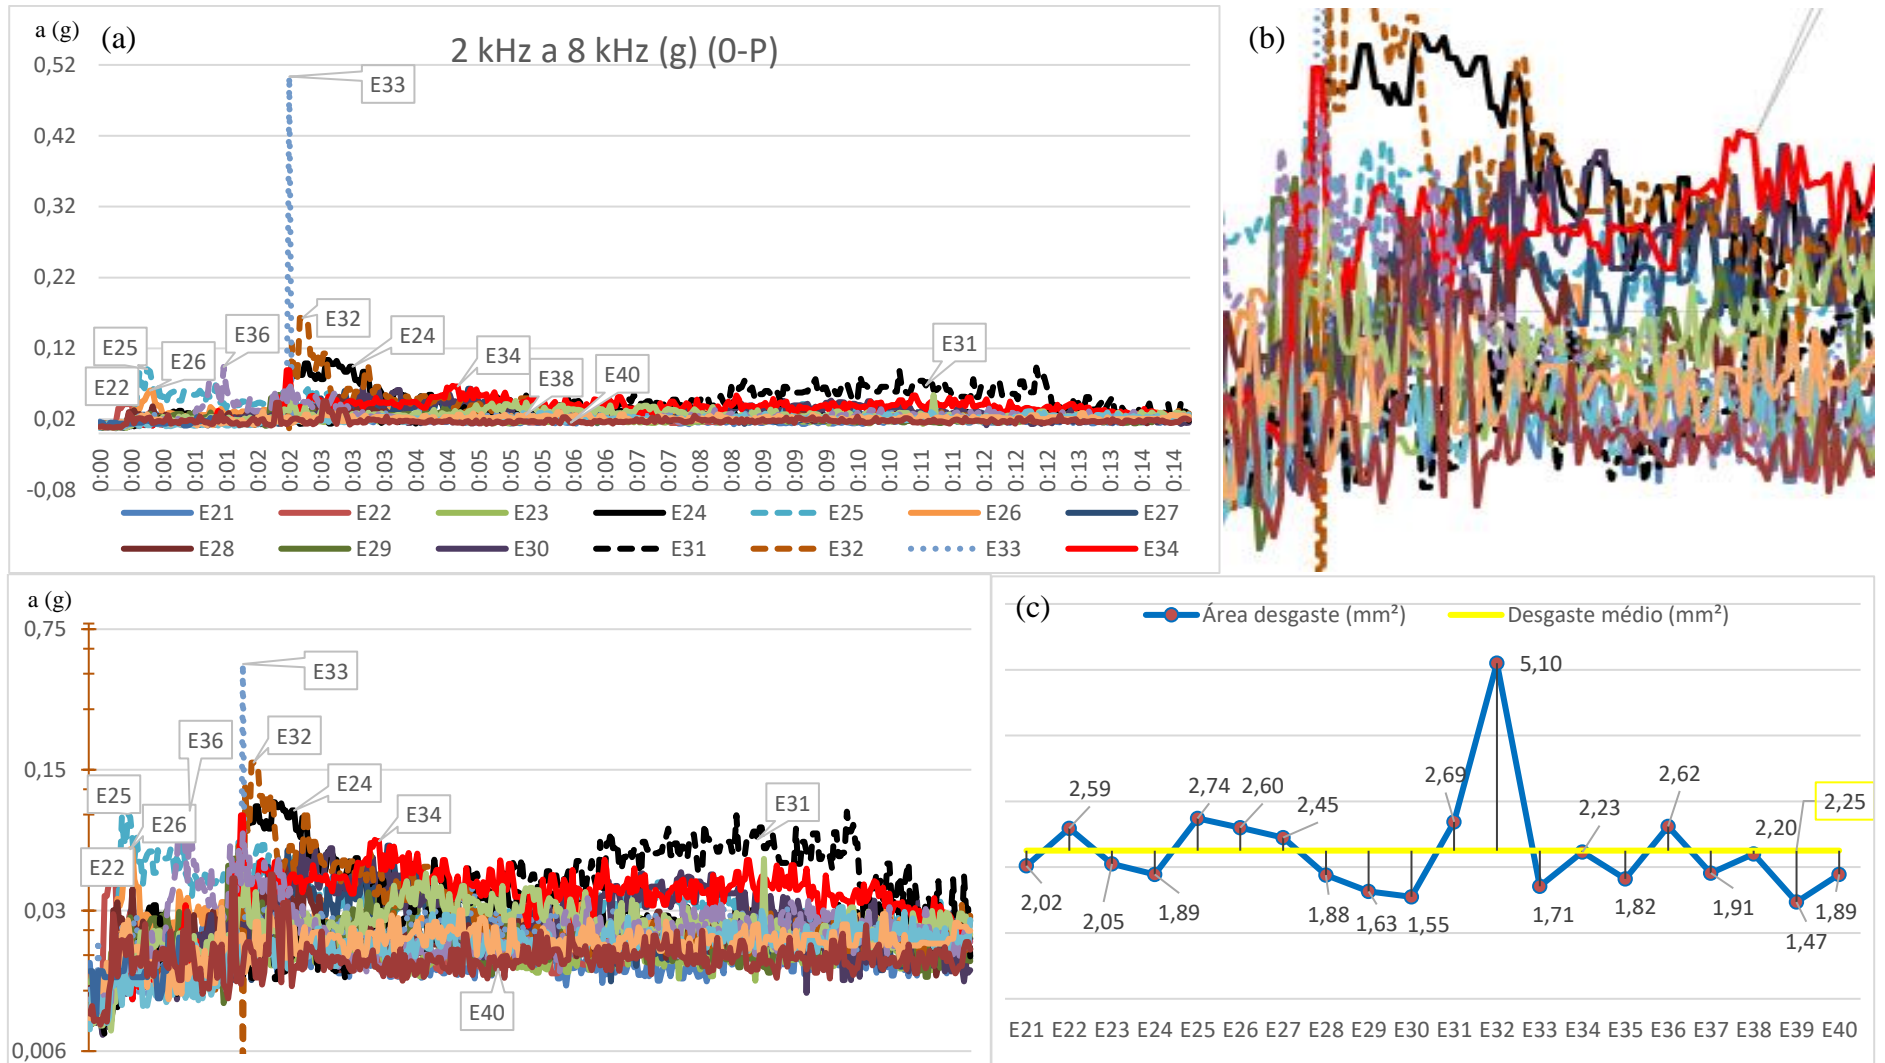 a (g)
(a)
2 kHz a 8 kHz (g) (0-P)
0,52
0,42
0,32
0,22
0,12
0,02
-0,08
E33
E32
E25
E26
E36
E24
E22
E34
E38
E40
E31
0:00 0:00 0:00 0:01 0:01 0:02 0:02 0:03 0:03 0:04 0:04 0:05 0:05 0:05 0:06 0:06 0:07 0:07 0:08 0:08 0:09 0:09 0:10 0:10 0:11 0:11 0:11 0:12 0:12 0:13 0:13 0:14 0:14
E21 E22 E23 E24 E25 E26 E27
E28 E29 E30 E31 E32 E33 E34
(b)
a (g)
0,75
0,15
0,03
0,006
E33
E36
E32
E25
E26
E24
E22
E34
E31
E40
(c)
Área desgaste (mm²) Desgaste médio (mm²)
2,02
2,59
2,05
1,89
2,74
2,60
2,45
1,88
1,63
1,55
2,69
5,10
1,71
2,23
1,82
2,62
1,91
2,20
1,47
1,89
2,25
E21 E22 E23 E24 E25 E26 E27 E28 E29 E30 E31 E32 E33 E34 E35 E36 E37 E38 E39 E40